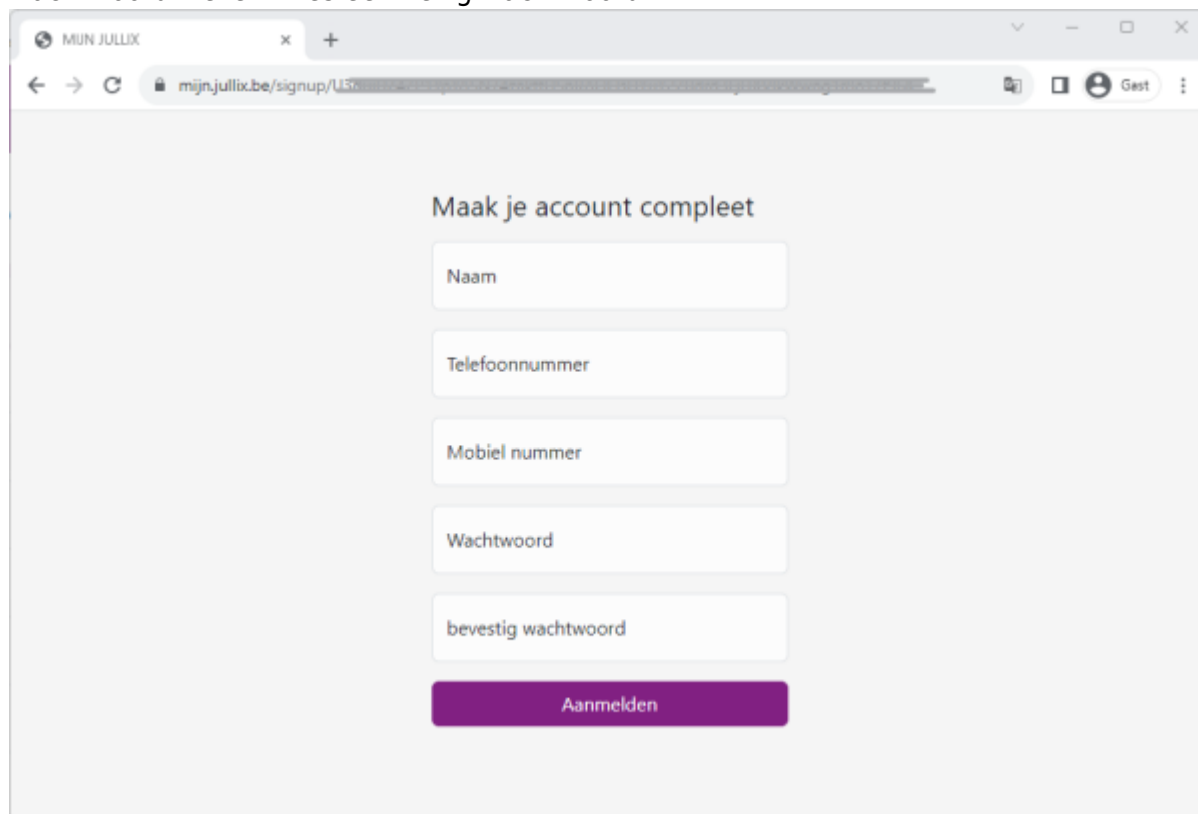 MIJN JULLIX
mijn.jullix.be/signup/
Gast
Maak je account compleet
Naam
Telefoonnummer
Mobiel nummer
Wachtwoord
bevestig wachtwoord
Aanmelden